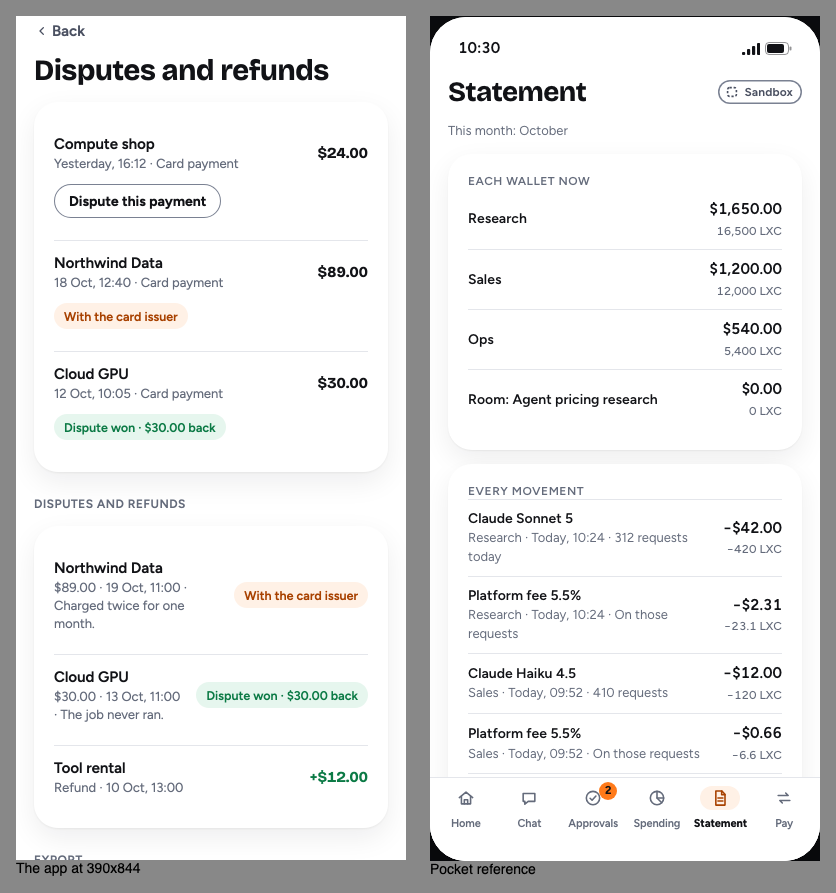 Back
Disputes and refunds
Compute shop
Yesterday, 16:12 · Card payment
$24.00
Dispute this payment
Northwind Data
18 Oct, 12:40 · Card payment
$89.00
With the card issuer
Cloud GPU
12 Oct, 10:05 · Card payment
$30.00
Dispute won · $30.00 back
DISPUTES AND REFUNDS
Northwind Data
$89.00 · 19 Oct, 11:00 ·
Charged twice for one
month.
With the card issuer
Cloud GPU
$30.00 · 13 Oct, 11:00
· The job never ran.
Dispute won · $30.00 back
Tool rental
Refund · 10 Oct, 13:00
+$12.00
EXPORT
The app at 390x844
10:30
Statement
Sandbox
This month: October
EACH WALLET NOW
Research
$1,650.00
16,500 LXC
Sales
$1,200.00
12,000 LXC
Ops
$540.00
5,400 LXC
Room: Agent pricing research
$0.00
0 LXC
EVERY MOVEMENT
Claude Sonnet 5
Research · Today, 10:24 · 312 requests
today
−$42.00
−420 LXC
Platform fee 5.5%
Research · Today, 10:24 · On those
requests
−$2.31
−23.1 LXC
Claude Haiku 4.5
Sales · Today, 09:52 · 410 requests
−$12.00
−120 LXC
Platform fee 5.5%
Sales · Today, 09:52 · On those requests
−$0.66
−6.6 LXC
2
Home
Chat
Approvals
Spending
Statement
Pay
Pocket reference